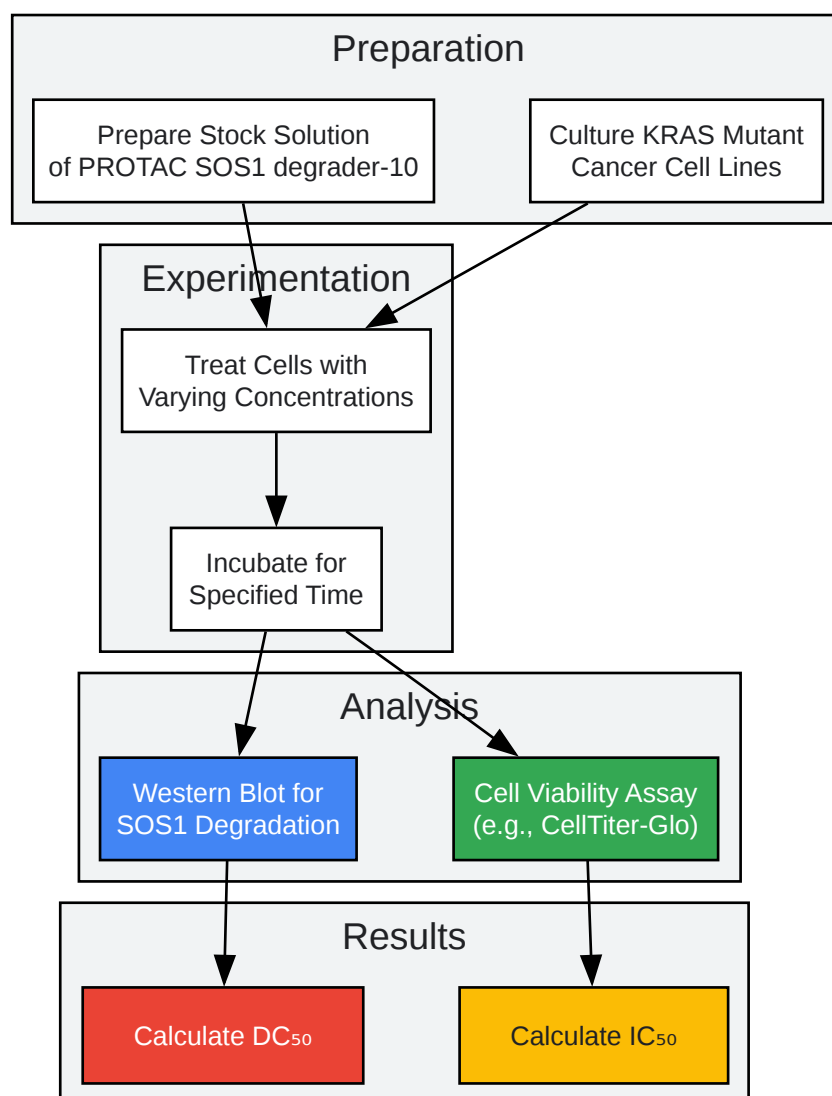 Preparation
Prepare Stock Solution
of PROTAC SOS1 degrader-10
Culture KRAS Mutant
Cancer Cell Lines
Experimentation
Treat Cells with
Varying Concentrations
Incubate for
Specified Time
Analysis
Western Blot for
SOS1 Degradation
Cell Viability Assay
(e.g., CellTiter-Glo)
Results
Calculate DC₅₀
Calculate IC₅₀